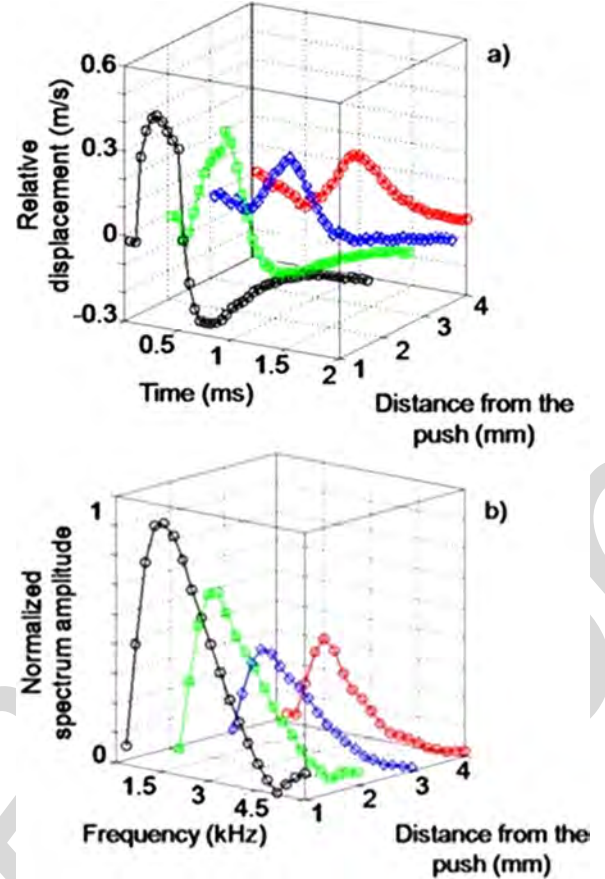 a)
0.6
0.3
0
-0.3
Relative
displacement (m/s)
0.5
1
1.5
2
Time (ms)
1
2
3
4
Distance from the
push (mm)
b)
1
0
Normalized
spectrum amplitude
1.5
3
4.5
Frequency (kHz)
1
2
3
4
Distance from the
push (mm)